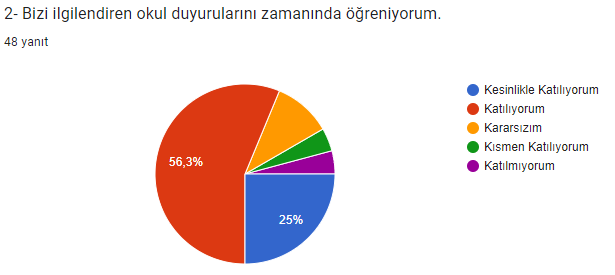 2- Bizi ilgilendiren okul duyurularını zamanında öğreniyorum.
48 yanıt
Kesinlikle Katılıyorum
Katılıyorum
Kararsızım
Kısmen Katılıyorum
Katılmıyorum
56,3%
25%